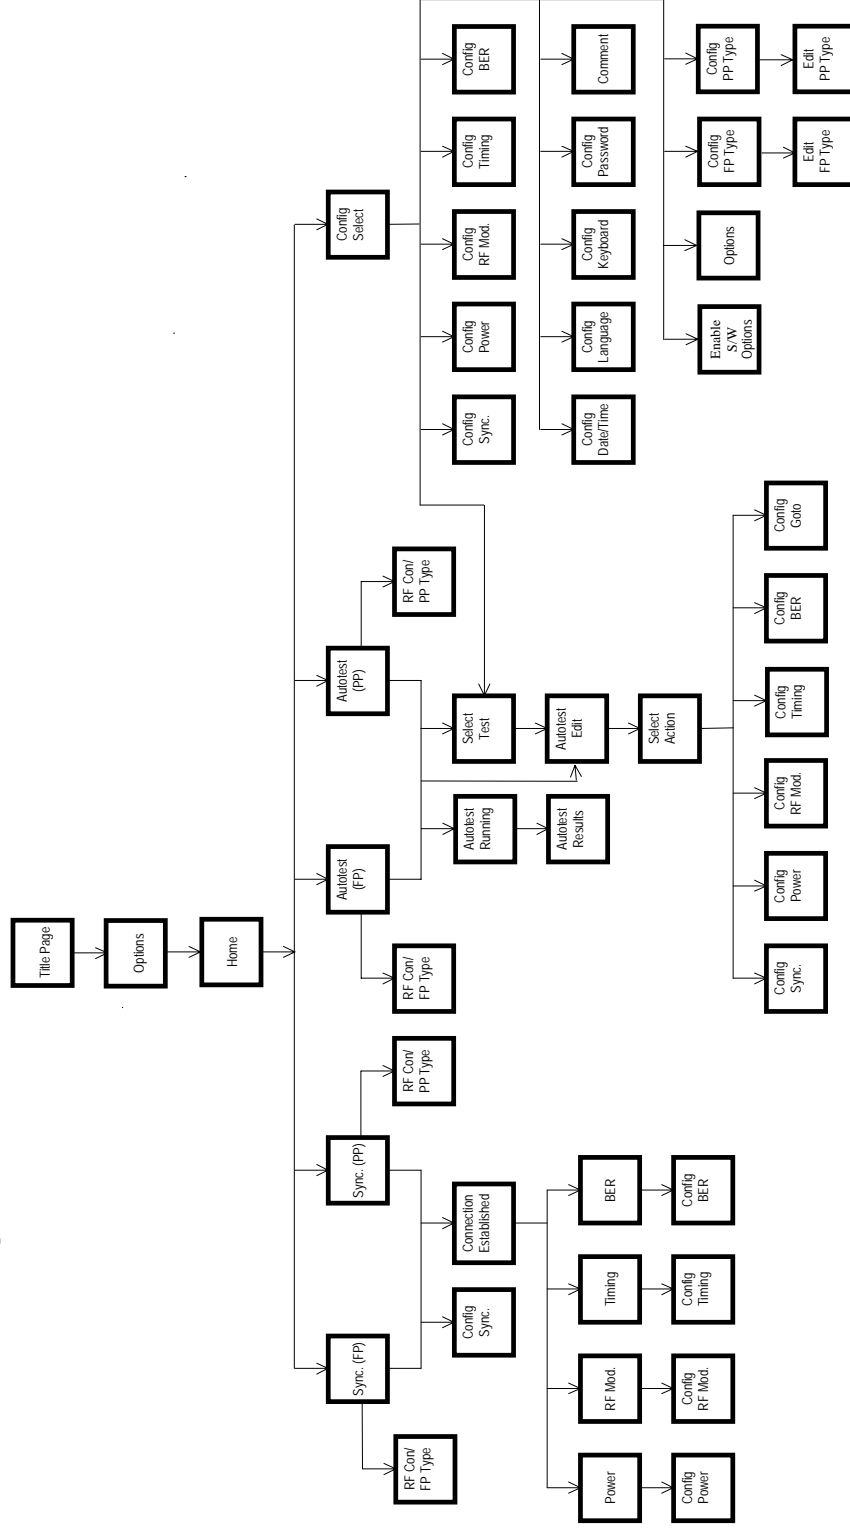 Title Page
Options
Home
Sync. (FP)
Sync. (PP)
Autotest
(FP)
Autotest
(PP)
Config
Select
RF Con/
FP Type
RF Con/
PP Type
RF Con/
FP Type
RF Con/
PP Type
Config
Sync.
Connection
Established
Autotest
Running
Select
Test
Config
Sync.
Config
Power
Config
RF Mod.
Config
Timing
Config
BER
Power
RF Mod.
Timing
BER
Autotest
Results
Autotest
Edit
Config
Date/Time
Config
Language
Config
Keyboard
Config
Password
Comment
Config
Power
Config
RF Mod.
Config
Timing
Config
BER
Select
Action
Enable
S/W
Options
Options
Config
FP Type
Config
PP Type
Config
Sync.
Config
Power
Config
RF Mod.
Config
Timing
Config
BER
Config
Goto
Edit
FP Type
Edit
PP Type